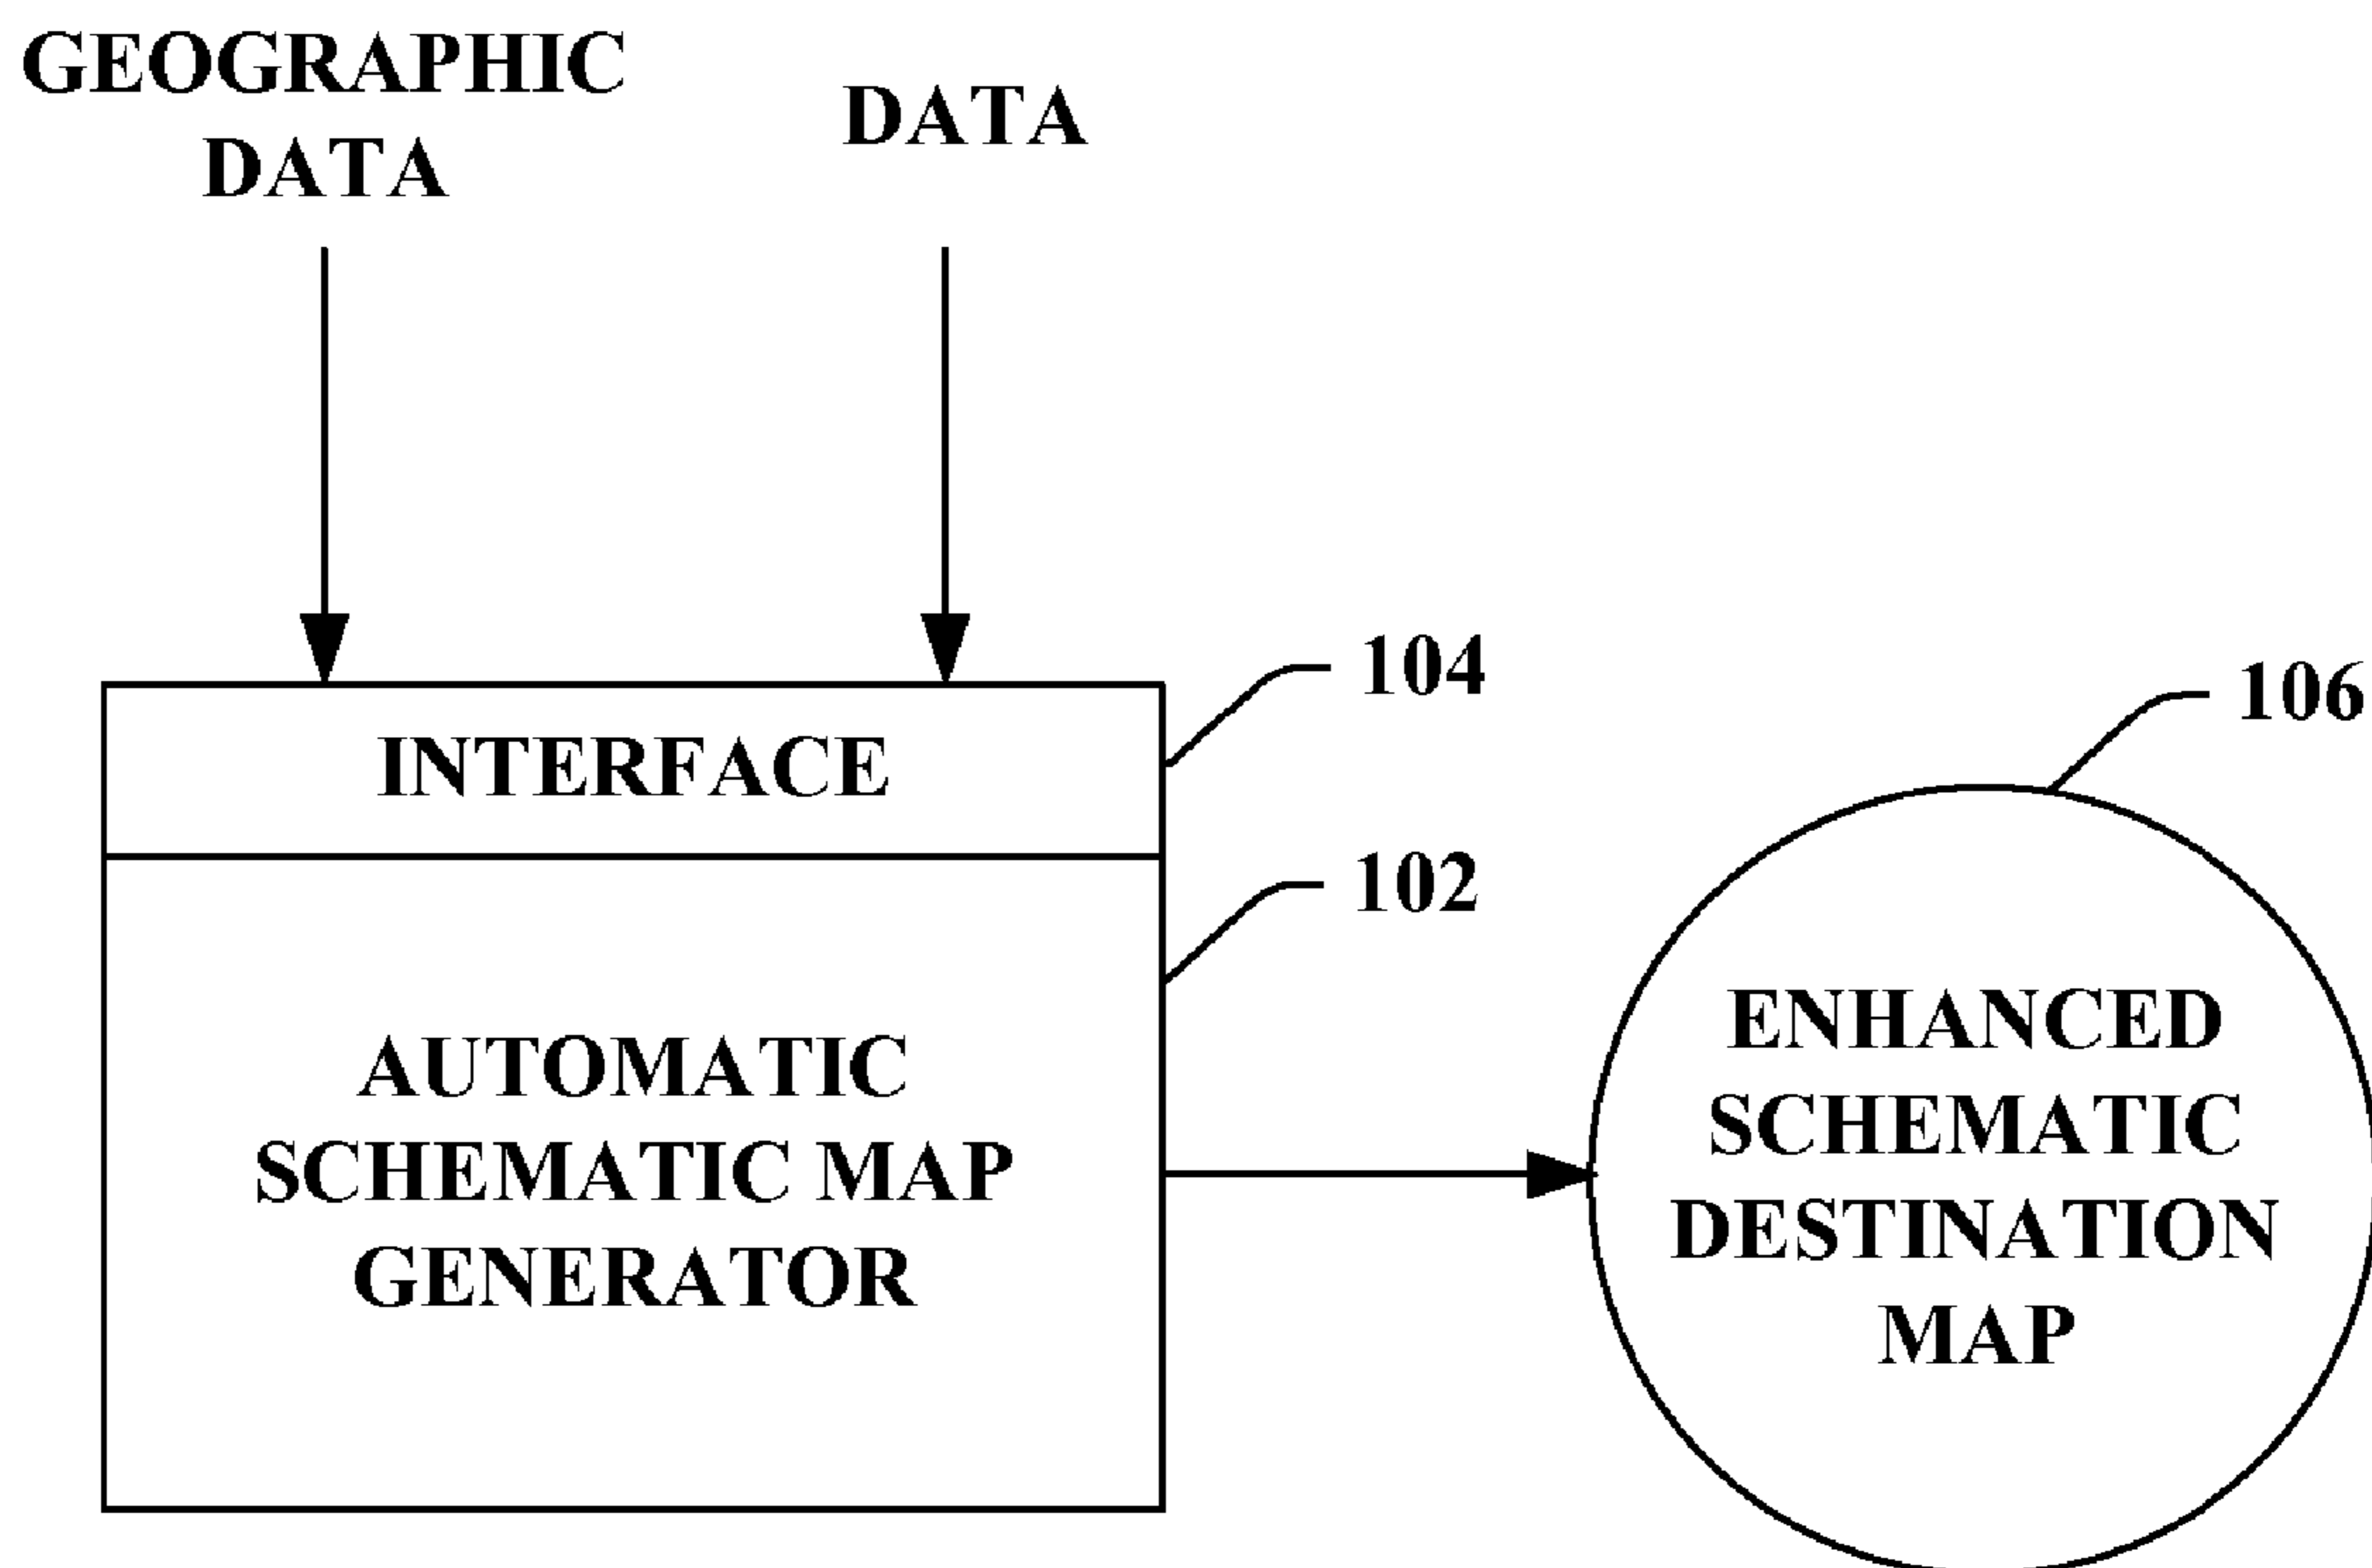 GEOGRAPHIC
DATA
DATA
104
INTERFACE
106
102
AUTOMATIC
SCHEMATIC MAP
GENERATOR
ENHANCED
SCHEMATIC
DESTINATION
MAP